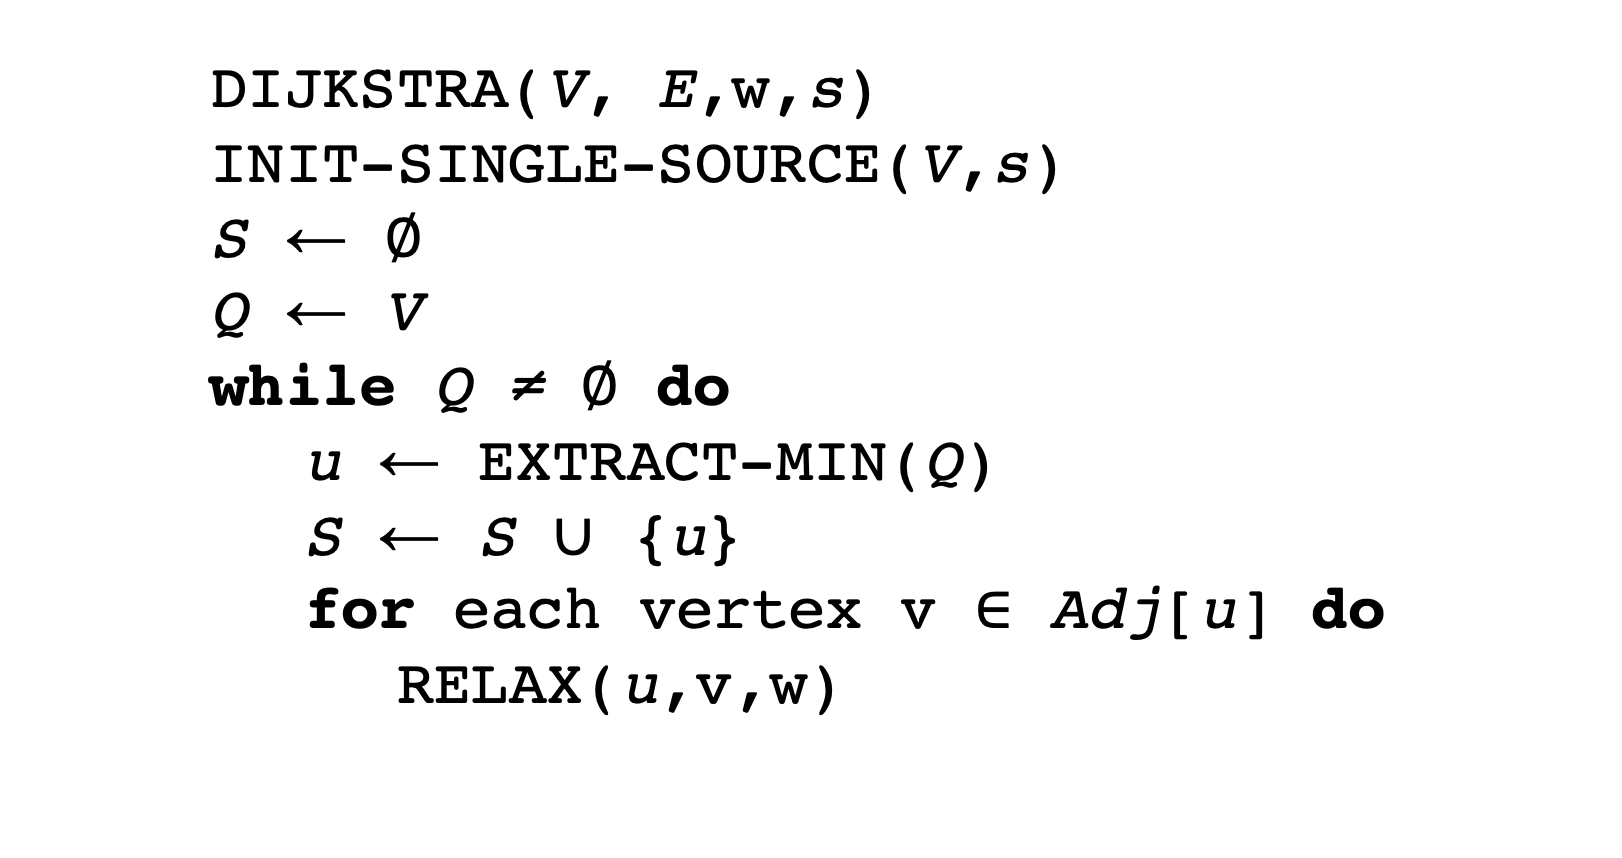 DIJKSTRA(V, E,w,s)
INIT-SINGLE-SOURCE(V,s)
S ← ∅
Q ← V
while Q ≠ ∅ do
u ← EXTRACT-MIN(Q)
S ← S ∪ {u}
for each vertex v ∈ Adj[u] do
RELAX(u,v,w)